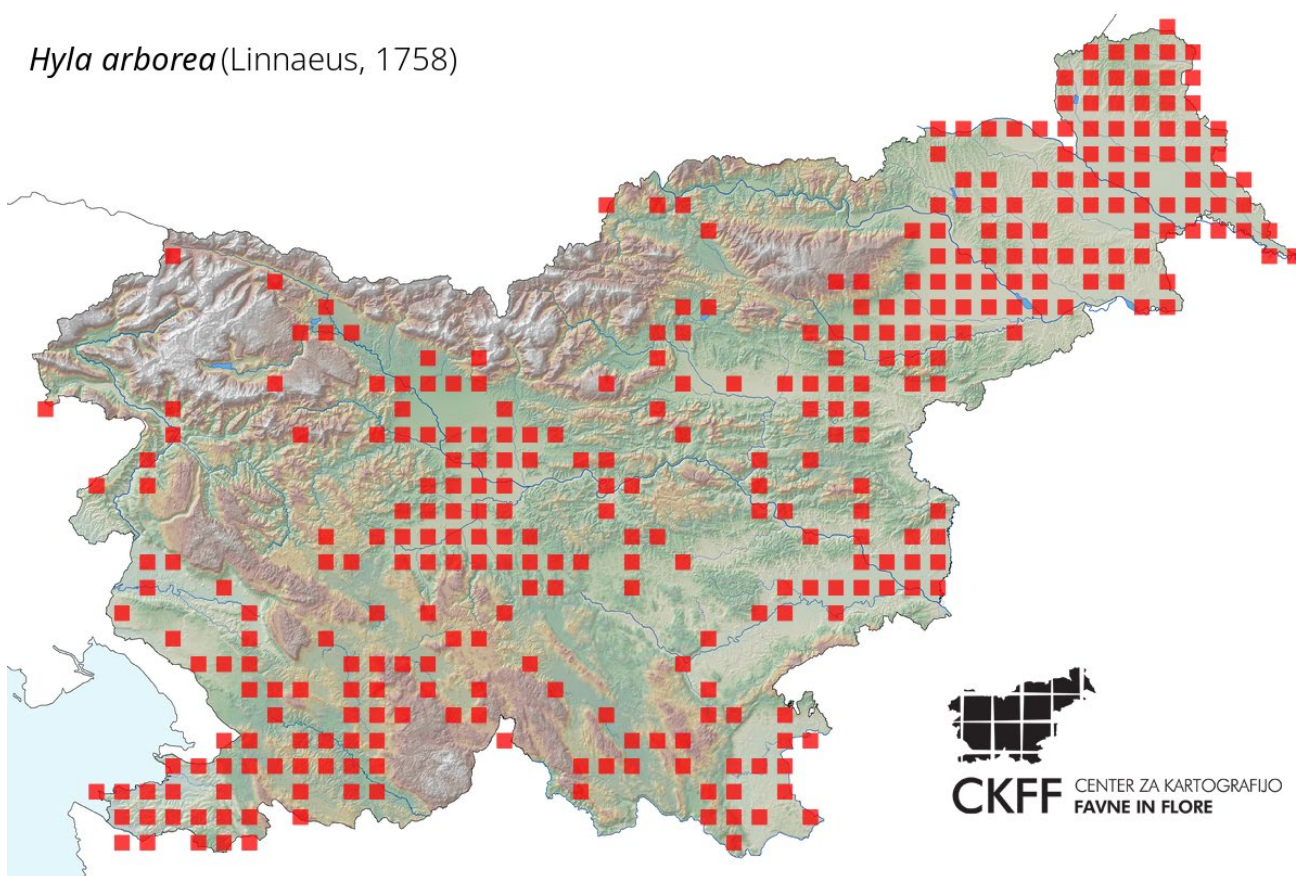 Hyla arborea (Linnaeus, 1758)
CKFF CENTER ZA KARTOGRAFIJO
FAVNE IN FLORE